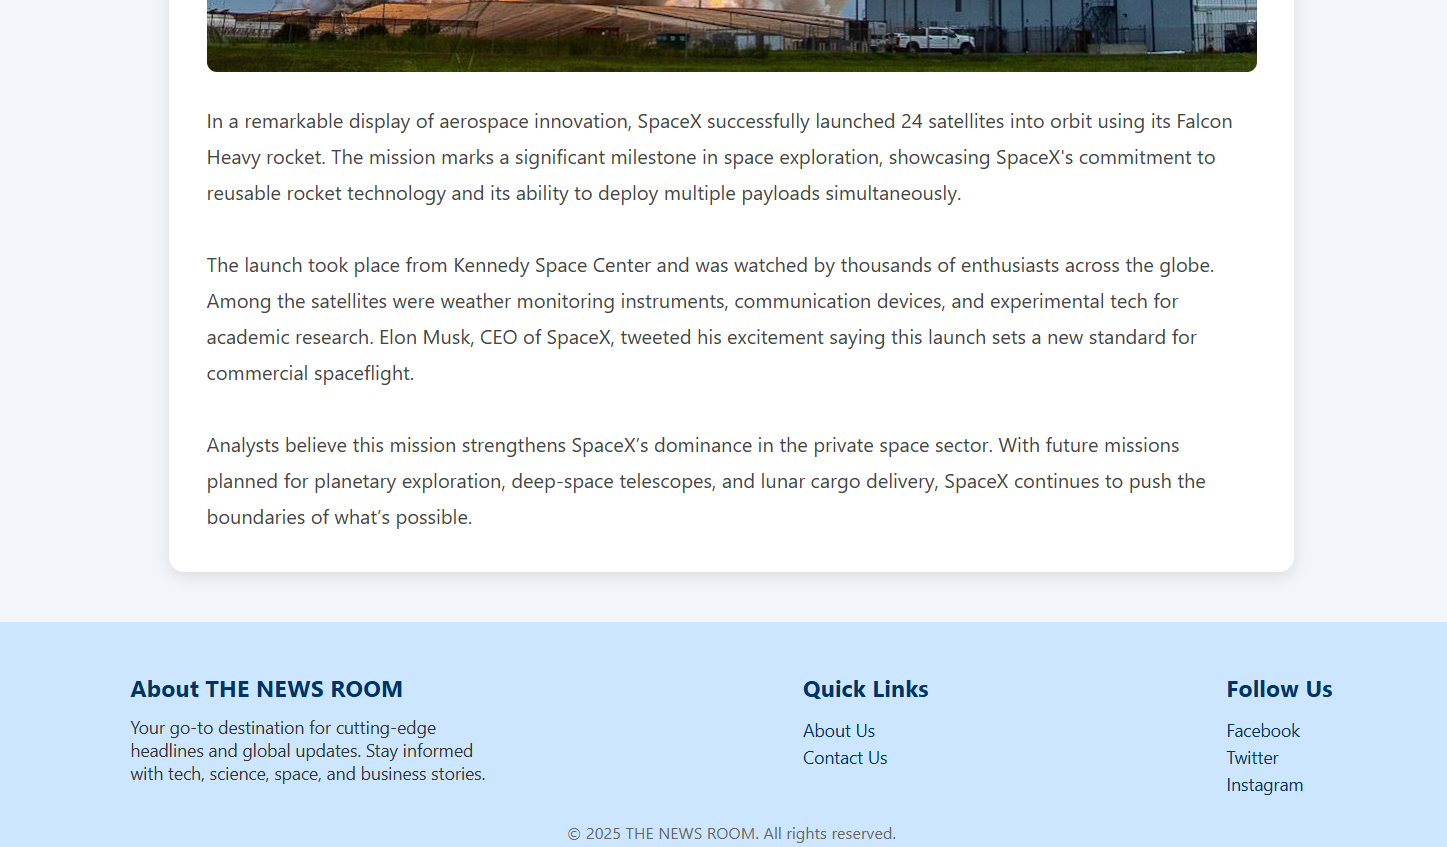 In a remarkable display of aerospace innovation, SpaceX successfully launched 24 satellites into orbit using its Falcon
Heavy rocket. The mission marks a significant milestone in space exploration, showcasing SpaceX's commitment to
reusable rocket technology and its ability to deploy multiple payloads simultaneously.
The launch took place from Kennedy Space Center and was watched by thousands of enthusiasts across the globe.
Among the satellites were weather monitoring instruments, communication devices, and experimental tech for
academic research. Elon Musk, CEO of SpaceX, tweeted his excitement saying this launch sets a new standard for
commercial spaceflight.
Analysts believe this mission strengthens SpaceX’s dominance in the private space sector. With future missions
planned for planetary exploration, deep-space telescopes, and lunar cargo delivery, SpaceX continues to push the
boundaries of what’s possible.
About THE NEWS ROOM
Your go-to destination for cutting-edge
headlines and global updates. Stay informed
with tech, science, space, and business stories.
Quick Links
About Us
Contact Us
Follow Us
Facebook
Twitter
Instagram
© 2025 THE NEWS ROOM. All rights reserved.